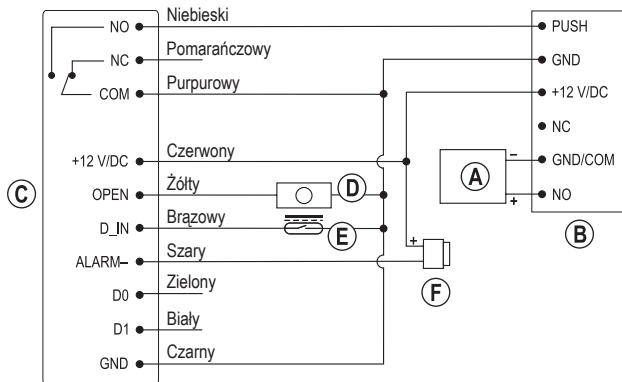 NO Niebieski PUSH
NC Pomarańczowy GND
COM Purpurowy +12 V/DC
NC
+12 V/DC Czerwony GND/COM
OPEN Żółty D A NO
C
D_IN Brązowy E B
ALARM– Szary + F
D0 Zielony
D1 Biały
GND Czarny
– +